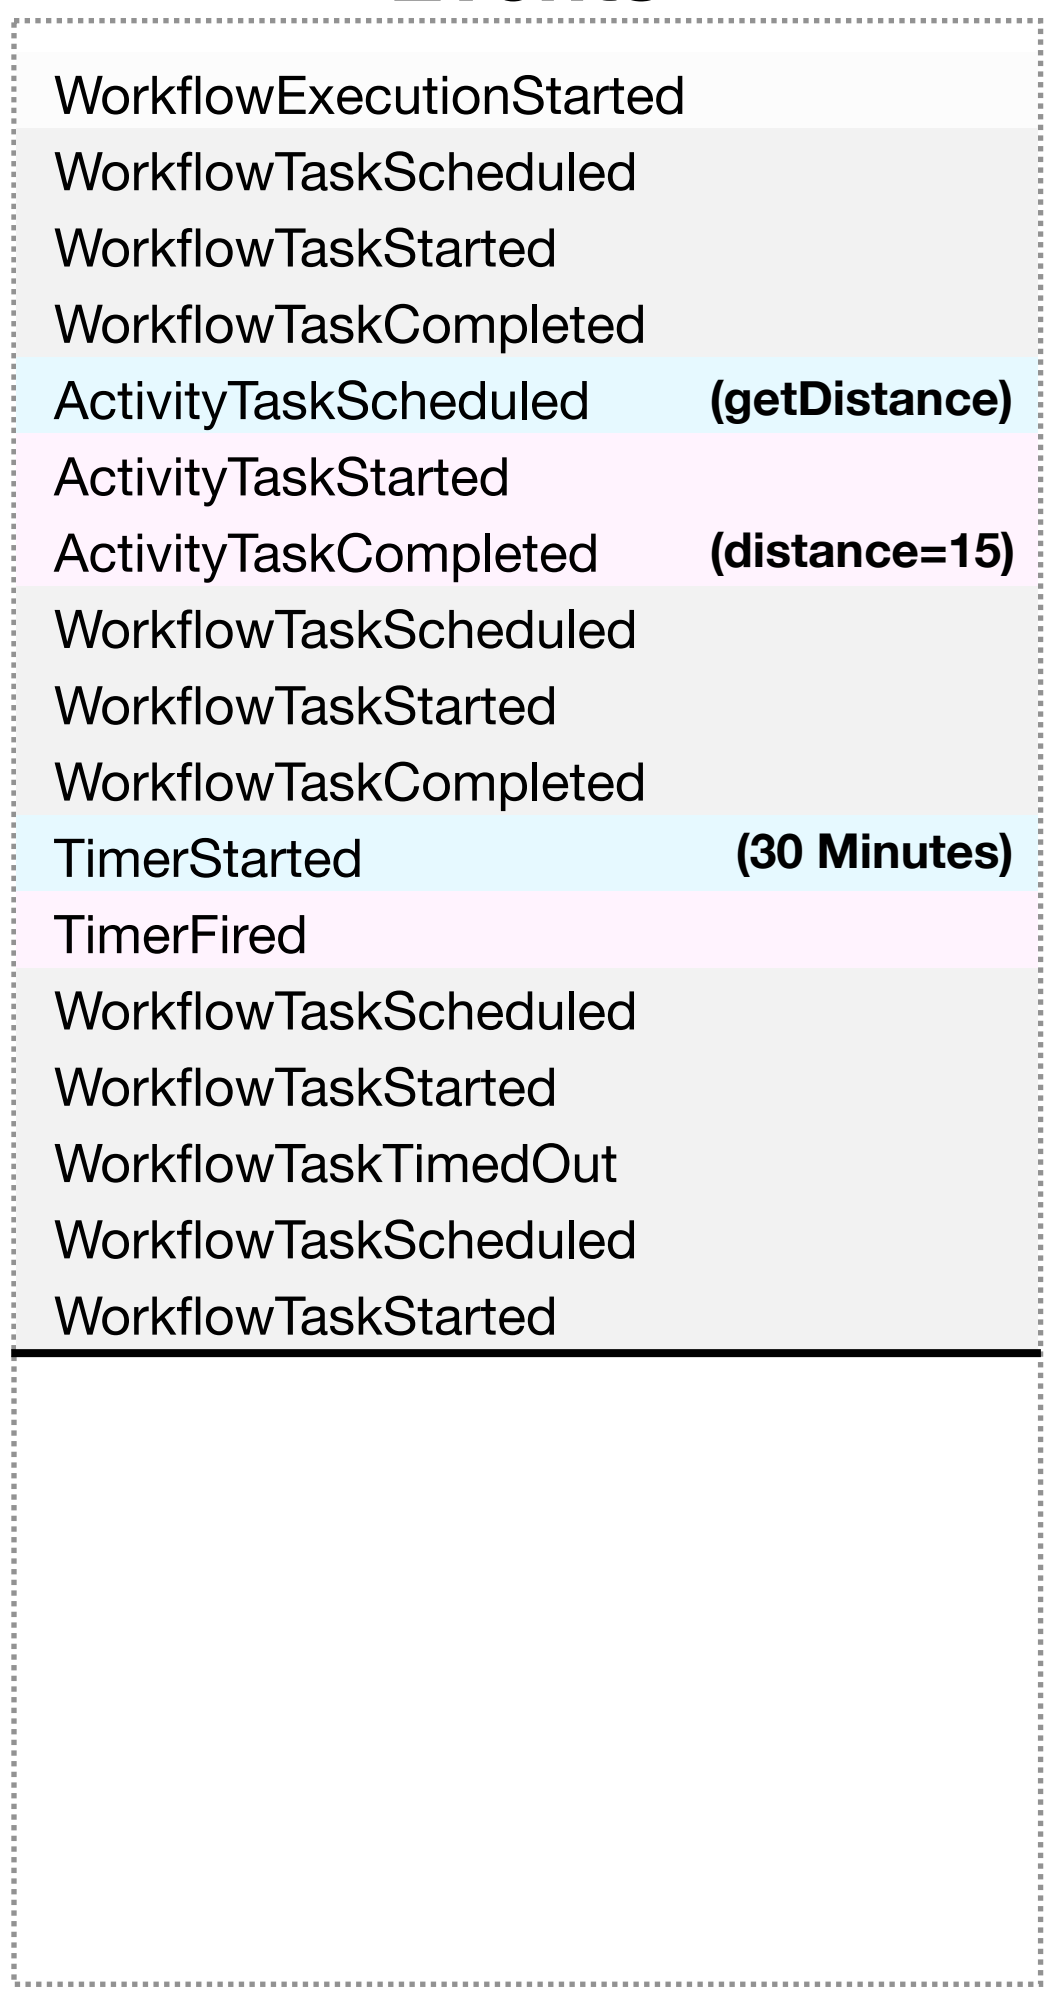 WorkflowExecutionStarted
WorkflowTaskScheduled
WorkflowTaskStarted
WorkflowTaskCompleted
ActivityTaskScheduled (getDistance)
ActivityTaskStarted
ActivityTaskCompleted (distance=15)
WorkflowTaskScheduled
WorkflowTaskStarted
WorkflowTaskCompleted
TimerStarted (30 Minutes)
TimerFired
WorkflowTaskScheduled
WorkflowTaskStarted
WorkflowTaskTimedOut
WorkflowTaskScheduled
WorkflowTaskStarted